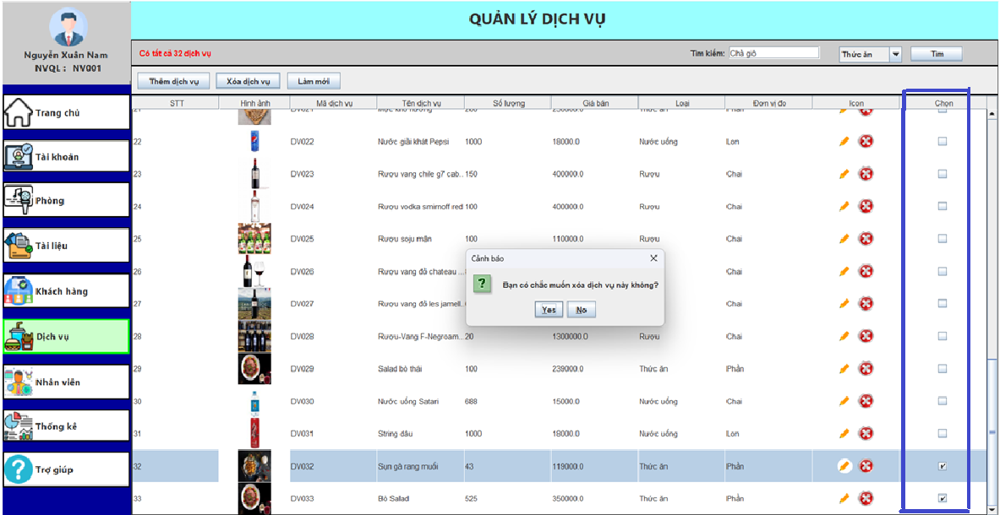 QUẢN LÝ DỊCH VỤ
Nguyễn Xuân Nam
NVQL : NV001
Có tất cả 32 dịch vụ
Tìm kiếm: Chả giò Thức ăn Tìm
Thêm dịch vụ Xóa dịch vụ Làm mới
Trang chủ
Tài khoản
Phòng
Tài liệu
Khách hàng
Dịch vụ
Nhân viên
Thống kê
Trợ giúp
STT Hình ảnh Mã dịch vụ Tên dịch vụ Số lượng Giá bán Loại Đơn vị đo Icon Chọn
21 DV021 Mực khô nướng 200 250000.0 Thức ăn Phần
22 DV022 Nước giải khát Pepsi 1000 18000.0 Nước uống Lon
23 DV023 Rượu vang chile g7 cab... 150 400000.0 Rượu Chai
24 DV024 Rượu vodka smirnoff red 100 400000.0 Rượu Chai
25 DV025 Rượu soju mận 100 110000.0 Rượu Chai
26 DV026 Rượu vang đỏ chateau ... Chai
27 DV027 Rượu vang đỏ les jamell... Chai
28 DV028 Rượu-Vang F-Negroam... 20 1300000.0 Rượu Chai
29 DV029 Salad bò thái 100 239000.0 Thức ăn Phần
30 DV030 Nước uống Satari 688 15000.0 Nước uống Chai
31 DV031 String dâu 1000 18000.0 Nước uống Lon
32 DV032 Sụn gà rang muối 43 119000.0 Thức ăn Phần
33 DV033 Bò Salad 525 350000.0 Thức ăn Phần
Cảnh báo
Bạn có chắc muốn xóa dịch vụ này không?
Yes No